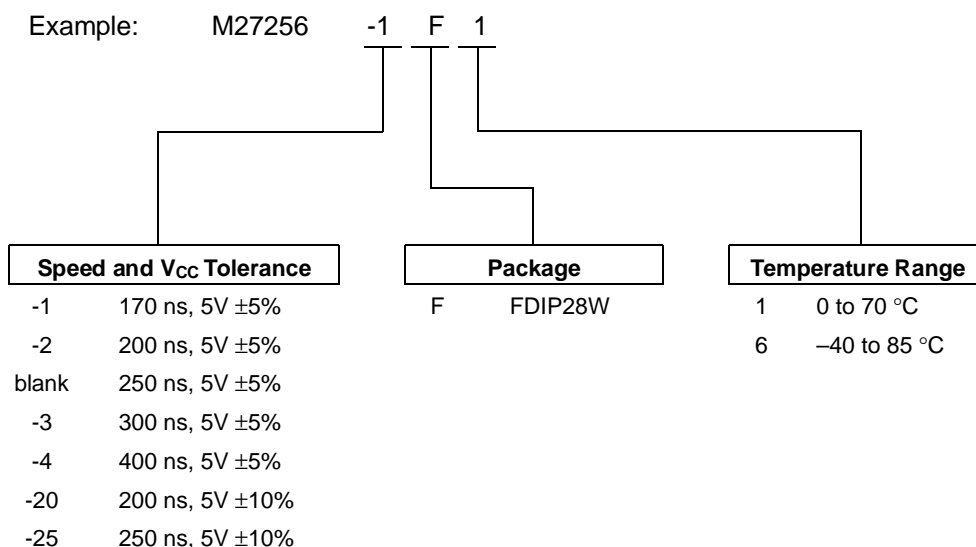 Example: M27256 -1 F 1
Speed and VCC Tolerance
-1 170 ns, 5V ±5%
-2 200 ns, 5V ±5%
blank 250 ns, 5V ±5%
-3 300 ns, 5V ±5%
-4 400 ns, 5V ±5%
-20 200 ns, 5V ±10%
-25 250 ns, 5V ±10%
Package
F FDIP28W
Temperature Range
1 0 to 70 °C
6 –40 to 85 °C